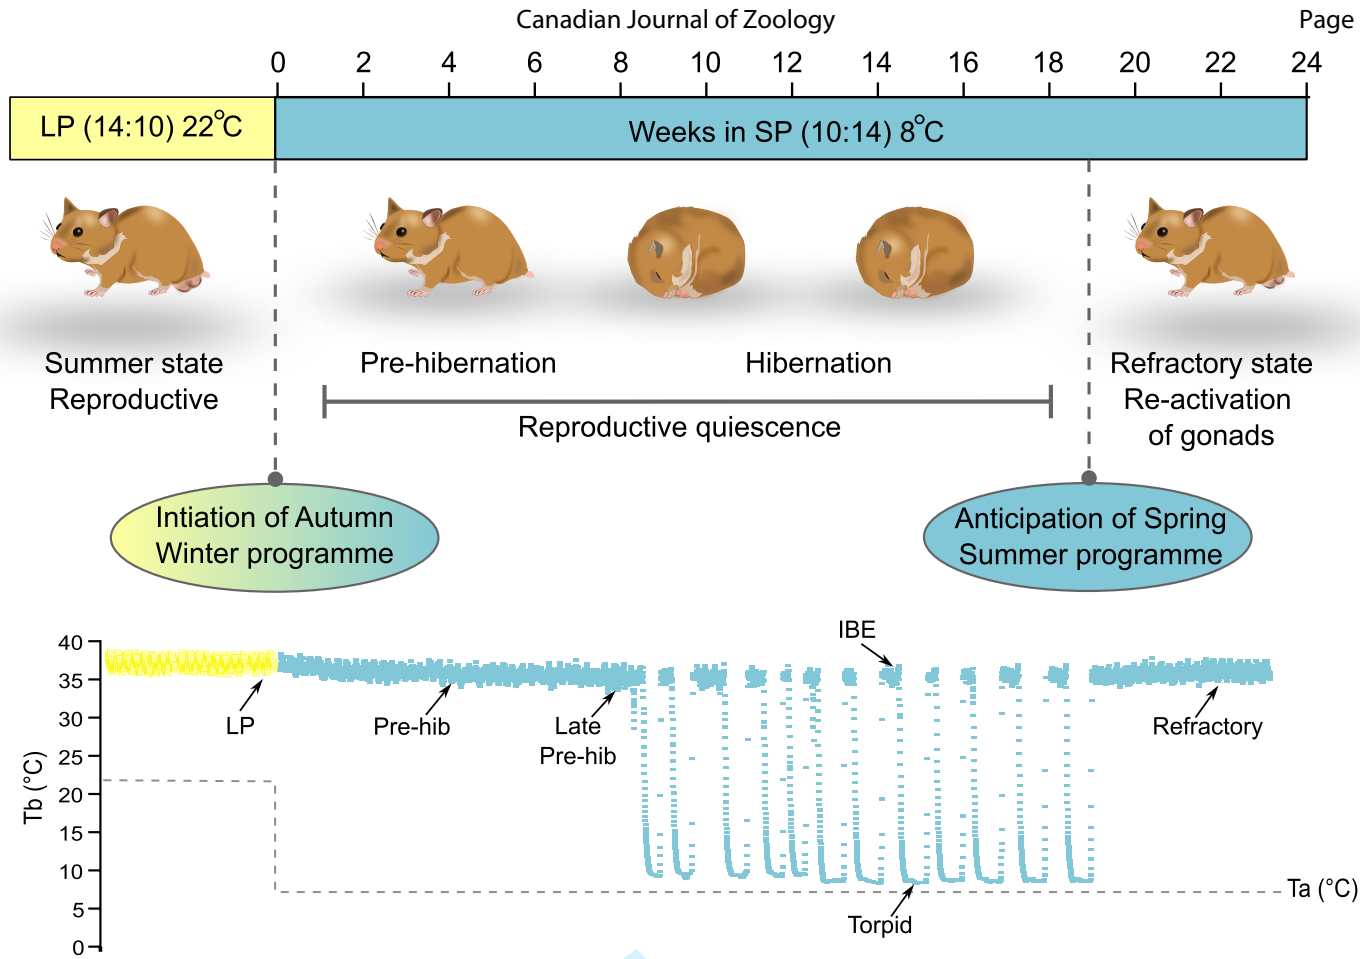 Canadian Journal of Zoology
Page
0 2 4 6 8 10 12 14 16 18 20 22 24
LP (14:10) 22°C
Weeks in SP (10:14) 8°C
Summer state
Reproductive
Pre-hibernation
Hibernation
Refractory state
Re-activation
of gonads
Reproductive quiescence
Intiation of Autumn
Winter programme
Anticipation of Spring
Summer programme
Tb (°C)
40
35
30
25
20
15
10
5
0
LP
Pre-hib
Late
Pre-hib
IBE
Torpid
Refractory
Ta (°C)